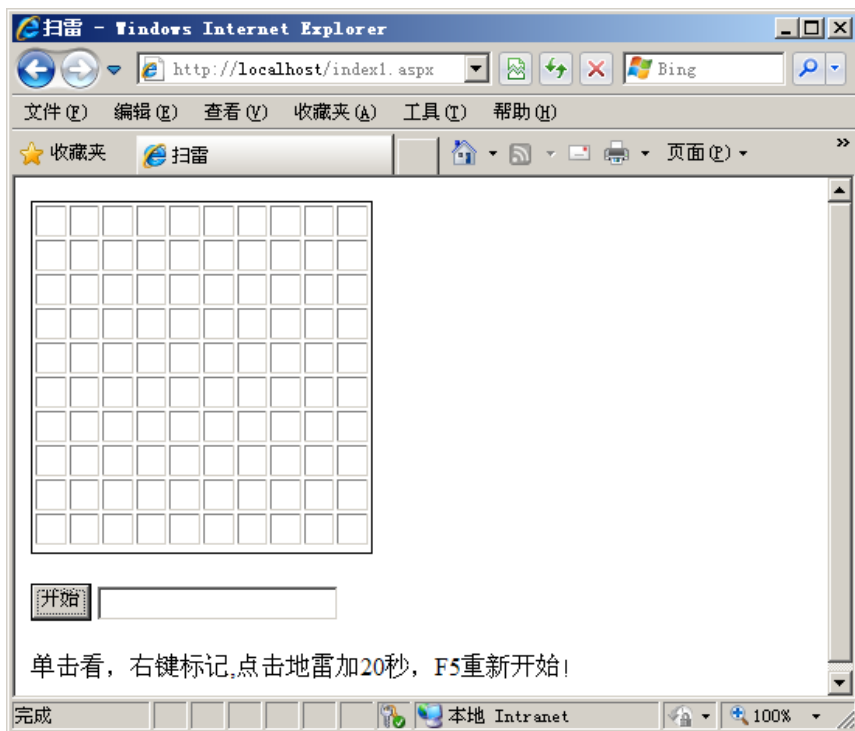 扫雷 - Windows Internet Explorer
http://localhost/index1.aspx Bing
文件(F) 编辑(E) 查看(V) 收藏夹(A) 工具(T) 帮助(H)
收藏夹 扫雷 页面(P) »
开始
单击看，右键标记,点击地雷加20秒，F5重新开始!
完成 本地 Intranet 100%